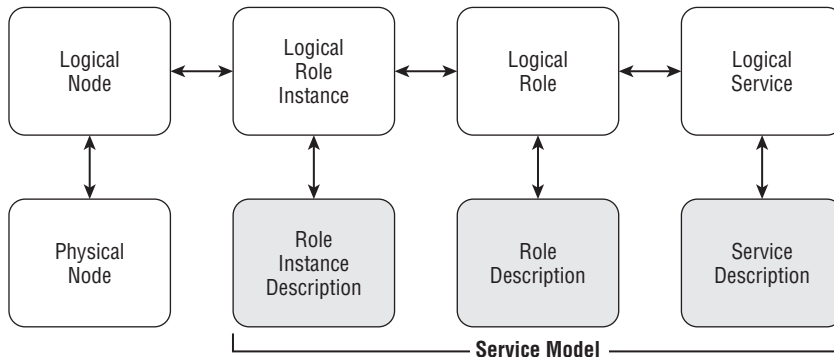 Logical
Node
Logical
Role
Instance
Logical
Role
Logical
Service
Physical
Node
Role
Instance
Description
Role
Description
Service
Description
Service Model